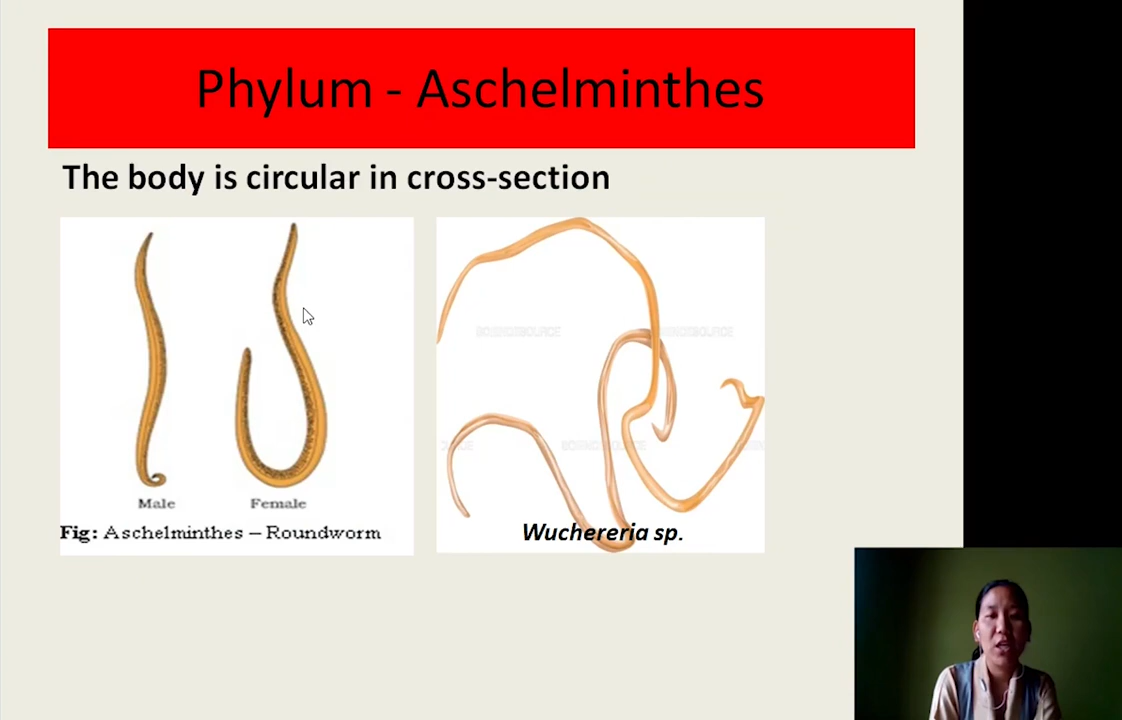 Phylum - Aschelminthes
The body is circular in cross-section
Male Female
Fig: Aschelminthes – Roundworm
Wuchereria sp.